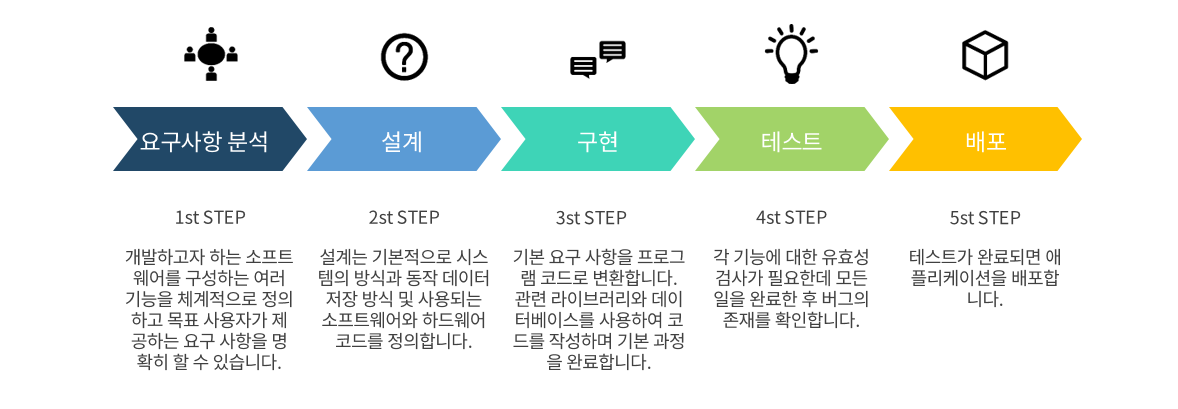 요구사항 분석
설계
구현
테스트
배포
1st STEP
개발하고자 하는 소프트
웨어를 구성하는 여러
기능을 체계적으로 정의
하고 목표 사용자가 제
공하는 요구 사항을 명
확히 할 수 있습니다.
2st STEP
설계는 기본적으로 시스
템의 방식과 동작 데이터
저장 방식 및 사용되는
소프트웨어와 하드웨어
코드를 정의합니다.
3st STEP
기본 요구 사항을 프로그
램 코드로 변환합니다.
관련 라이브러리와 데이
터베이스를 사용하여 코
드를 작성하며 기본 과정
을 완료합니다.
4st STEP
각 기능에 대한 유효성
검사가 필요한데 모든
일을 완료한 후 버그의
존재를 확인합니다.
5st STEP
테스트가 완료되면 애
플리케이션을 배포합
니다.